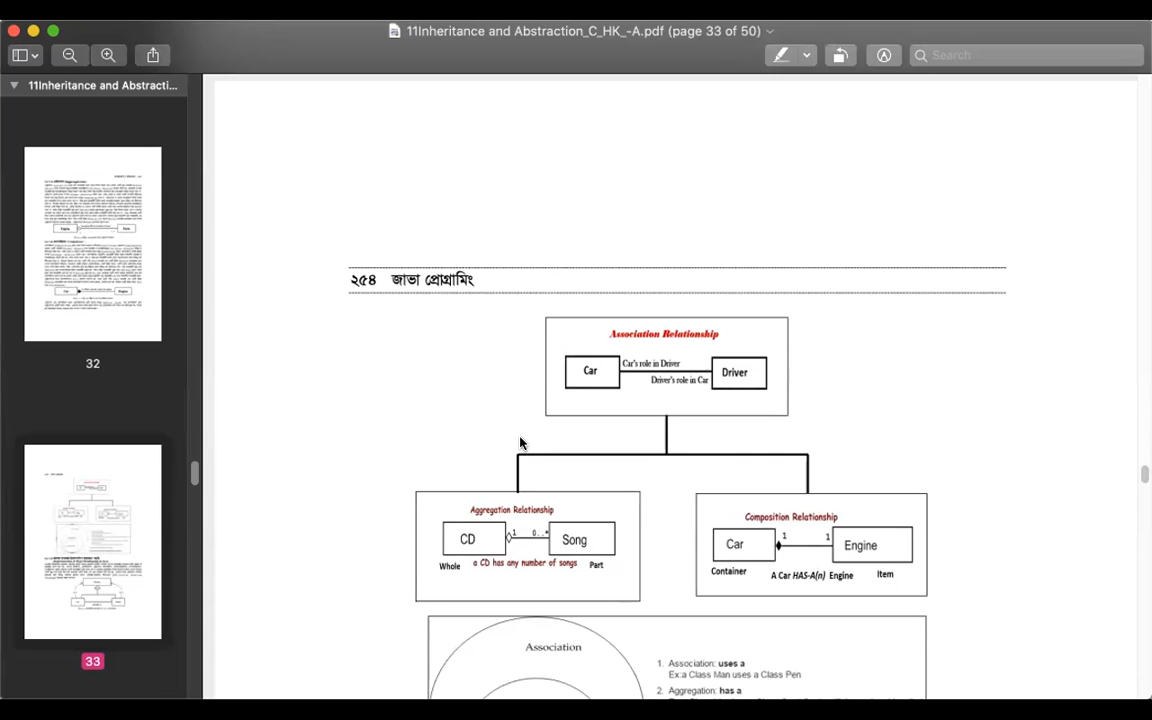 11Inheritance and Abstraction_C_HK_-A.pdf (page 33 of 50)
Search
11Inheritance and Abstracti...
32
33
২৫৪ জাভা প্রোগ্রামিং
Association Relationship
Car
Car's role in Driver
Driver's role in Car
Driver
Aggregation Relationship
CD
1
0..*
Song
Whole
a CD has any number of songs
Part
Composition Relationship
Car
1
1
Engine
Container
A Car HAS-A(n) Engine
Item
Association
1. Association: uses a
Ex:a Class Man uses a Class Pen
2. Aggregation: has a